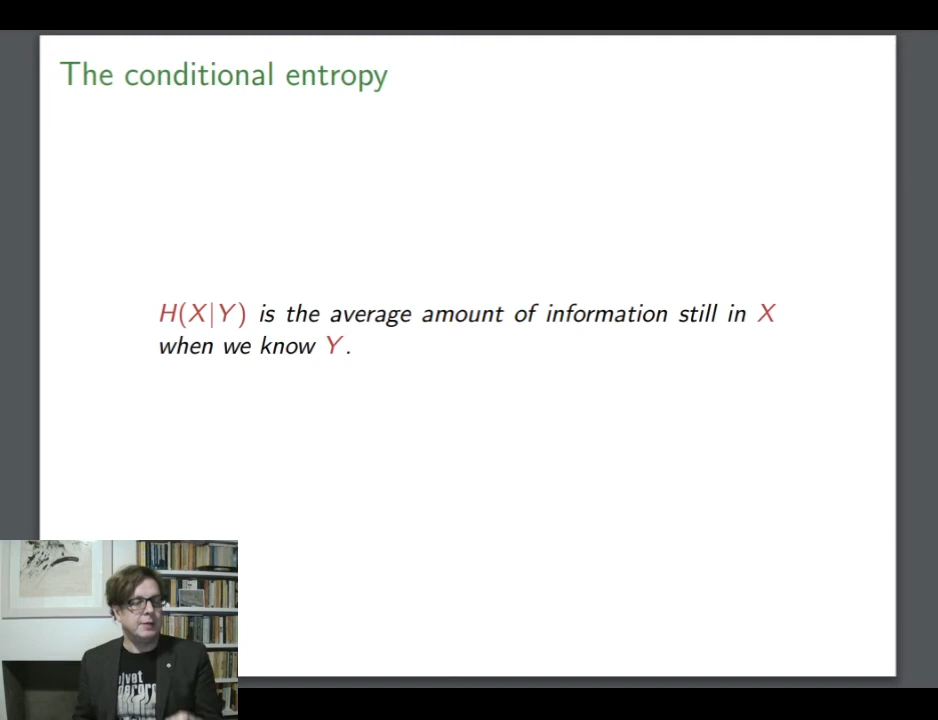 The conditional entropy
H(X|Y) is the average amount of information still in X
when we know Y.